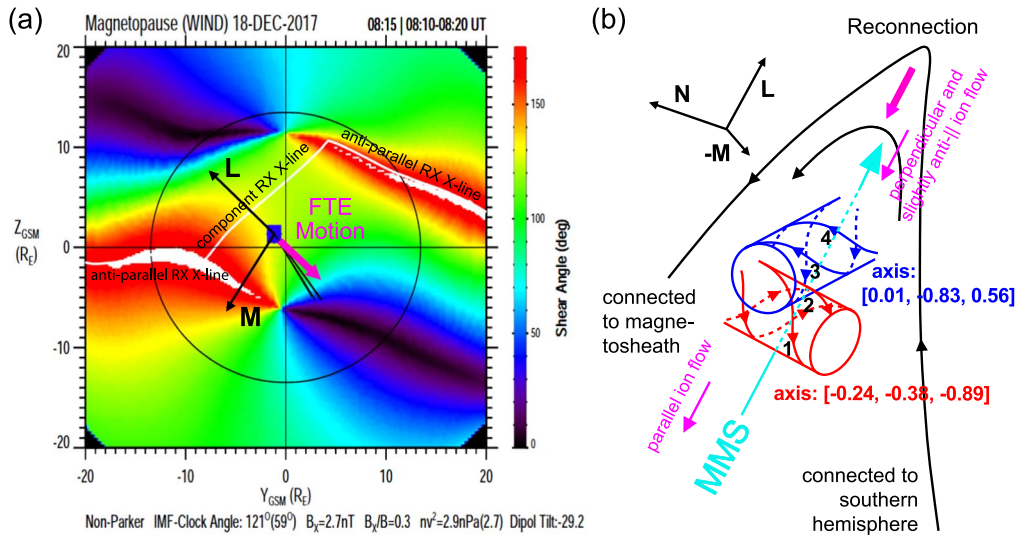 (a)
Magnetopause (WIND) 18-DEC-2017 08:15 | 08:10-08:20 UT
20
10
0
-10
-20
Z_GSM
(R_E)
-20 -10 0 10 20
Y_GSM (R_E)
L
M
component RX X-line
anti-parallel RX X-line
anti-parallel RX X-line
FTE
Motion
150
100
50
0
Shear Angle (deg)
Non-Parker IMF-Clock Angle: 121⁰(59⁰) B_X=2.7nT B_X/B=0.3 nv²=2.9nPa(2.7) Dipol Tilt:-29.2
(b)
Reconnection
N
L
-M
perpendicular and
slightly anti-|| ion flow
4
3
2
1
axis:
[0.01, -0.83, 0.56]
connected
to magne-
tosheath
axis: [-0.24, -0.38, -0.89]
parallel ion flow
MMS
connected to
southern
hemisphere